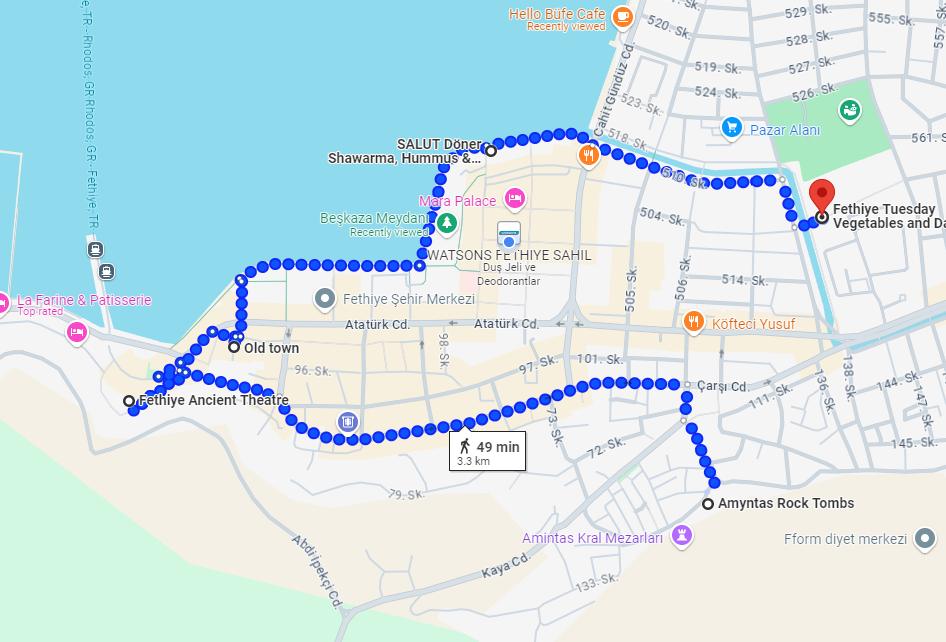 Hello Büfe Cafe
Recently viewed
520. Sk.
529. Sk.
555. Sk.
528. Sk.
527. Sk.
519. Sk.
524. Sk.
526. Sk.
523. Sk.
518. Sk.
Cahit Gündüz Cd.
Pazar Alanı
TR - Rhodos, GR
Rhodos, GR - Fethiye, TR
SALUT Döner
Shawarma, Hummus &...
510. Sk.
Mara Palace
Beşkaza Meydanı
Recently viewed
504. Sk.
Fethiye Tuesday
Vegetables and Da
WATSONS FETHİYE SAHİL
Duş Jeli ve
Deodorantlar
505. Sk.
506. Sk.
514. Sk.
La Farine & Patisserie
Top rated
Fethiye Şehir Merkezi
Atatürk Cd.
Atatürk Cd.
Köfteci Yusuf
Old town
98. Sk.
96. Sk.
97. Sk.
101. Sk.
Çarşı Cd.
111. Sk.
136. Sk.
138. Sk.
144. Sk.
145. Sk.
Fethiye Ancient Theatre
73. Sk.
72. Sk.
49 min
3.3 km
79. Sk.
Amyntas Rock Tombs
Amintas Kral Mezarları
Fform diyet merkezi
Abdi İpekçi Cd.
Kaya Cd.
133. Sk.